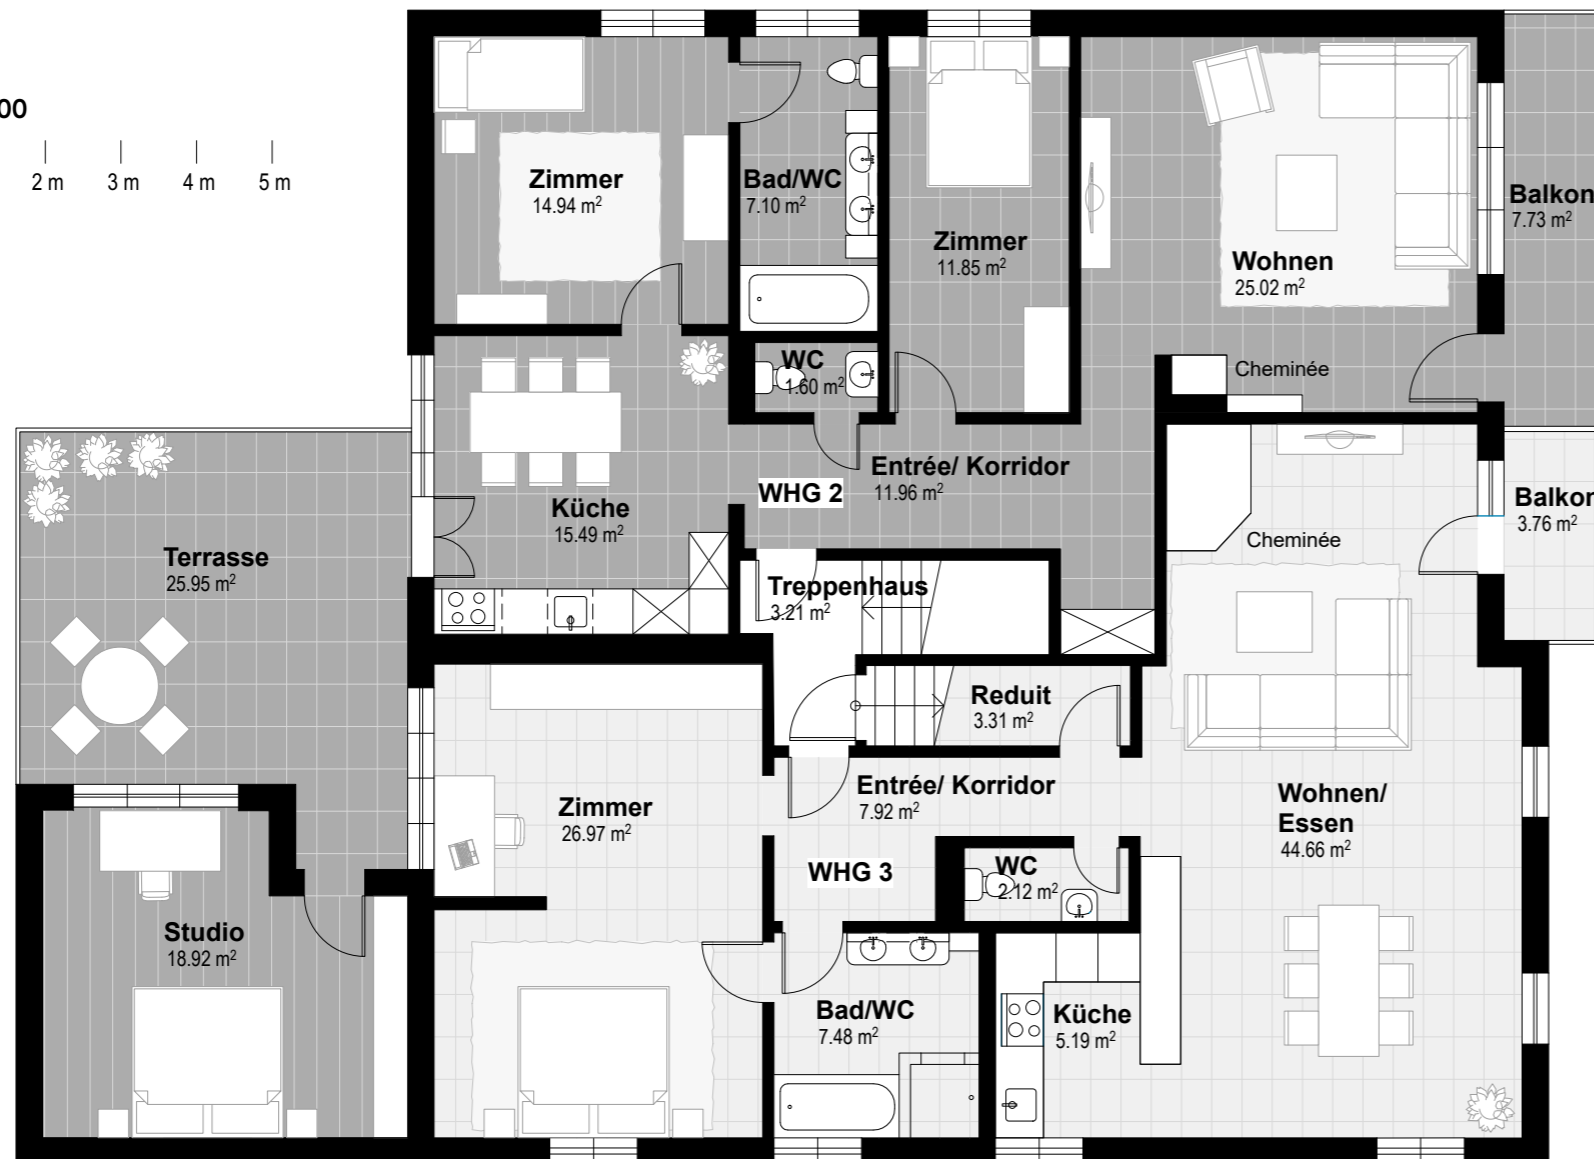 00
2 m 3 m 4 m 5 m
Zimmer
14.94 m²
Bad/WC
7.10 m²
Zimmer
11.85 m²
Wohnen
25.02 m²
Balkon
7.73 m²
WC
1.60 m²
Cheminée
Entrée/ Korridor
11.96 m²
WHG 2
Küche
15.49 m²
Balkon
3.76 m²
Cheminée
Terrasse
25.95 m²
Treppenhaus
3.21 m²
Reduit
3.31 m²
Zimmer
26.97 m²
Entrée/ Korridor
7.92 m²
Wohnen/
Essen
44.66 m²
WHG 3
WC
2.12 m²
Studio
18.92 m²
Bad/WC
7.48 m²
Küche
5.19 m²